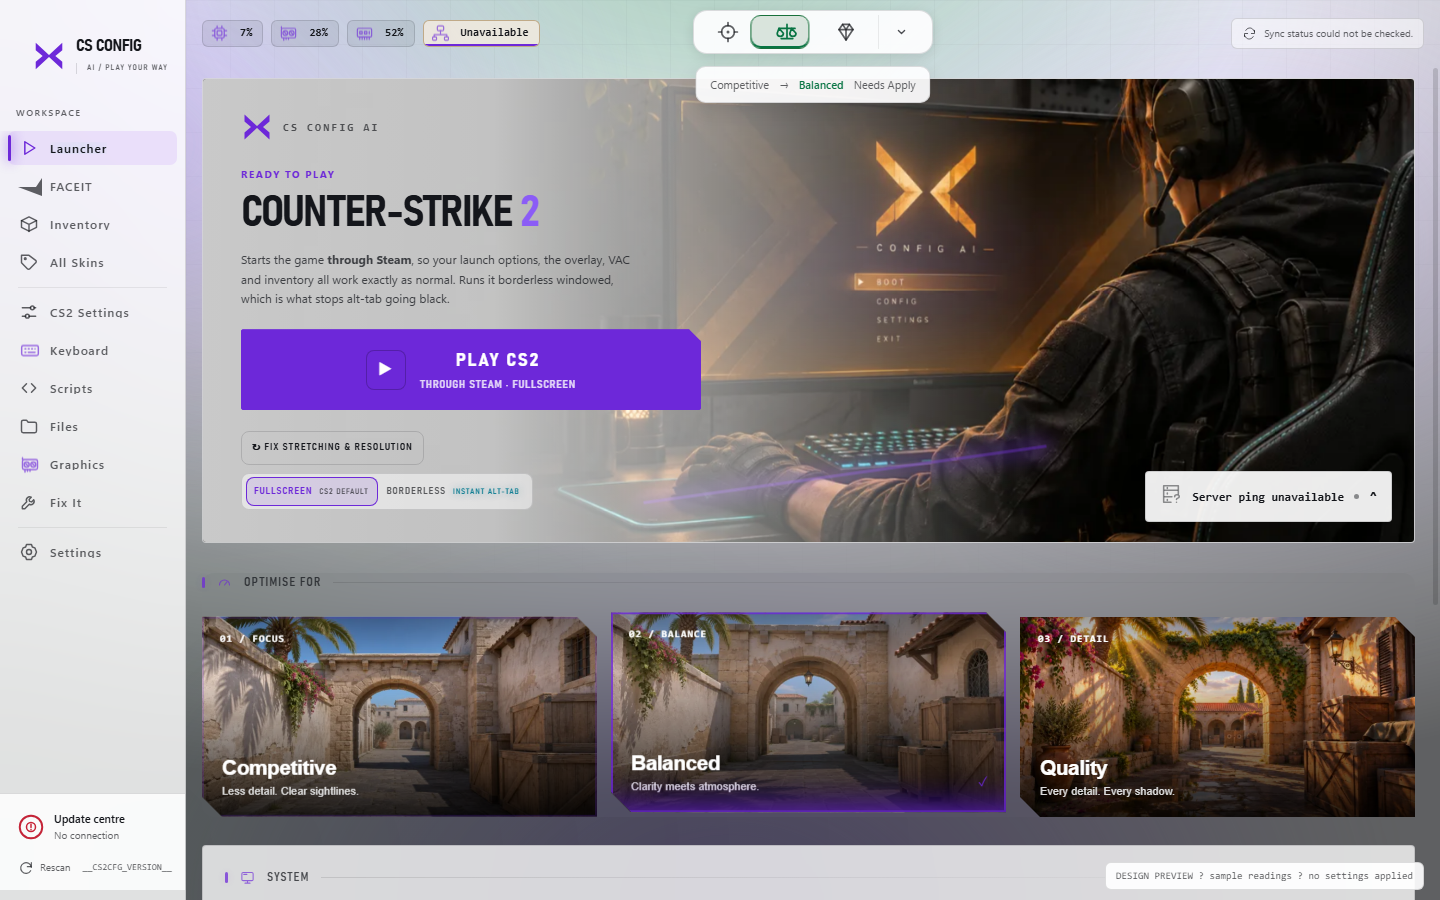 CS CONFIG
AI / PLAY YOUR WAY
WORKSPACE
Launcher
FACEIT
Inventory
All Skins
CS2 Settings
Keyboard
Scripts
Files
Graphics
Fix It
Settings
Update centre
No connection
Rescan __CS2CFG_VERSION__
7% 28% 52% Unavailable
Sync status could not be checked.
Competitive → Balanced Needs Apply
CS CONFIG AI
READY TO PLAY
COUNTER-STRIKE 2
Starts the game through Steam, so your launch options, the overlay, VAC
and inventory all work exactly as normal. Runs it borderless windowed,
which is what stops alt-tab going black.
PLAY CS2
THROUGH STEAM · FULLSCREEN
↻ FIX STRETCHING & RESOLUTION
FULLSCREEN CS2 DEFAULT BORDERLESS INSTANT ALT-TAB
CONFIG AI
BOOT
CONFIG
SETTINGS
EXIT
Server ping unavailable
OPTIMISE FOR
01 / FOCUS
Competitive
Less detail. Clear sightlines.
02 / BALANCE
Balanced
Clarity meets atmosphere.
03 / DETAIL
Quality
Every detail. Every shadow.
SYSTEM
DESIGN PREVIEW ? sample readings ? no settings applied